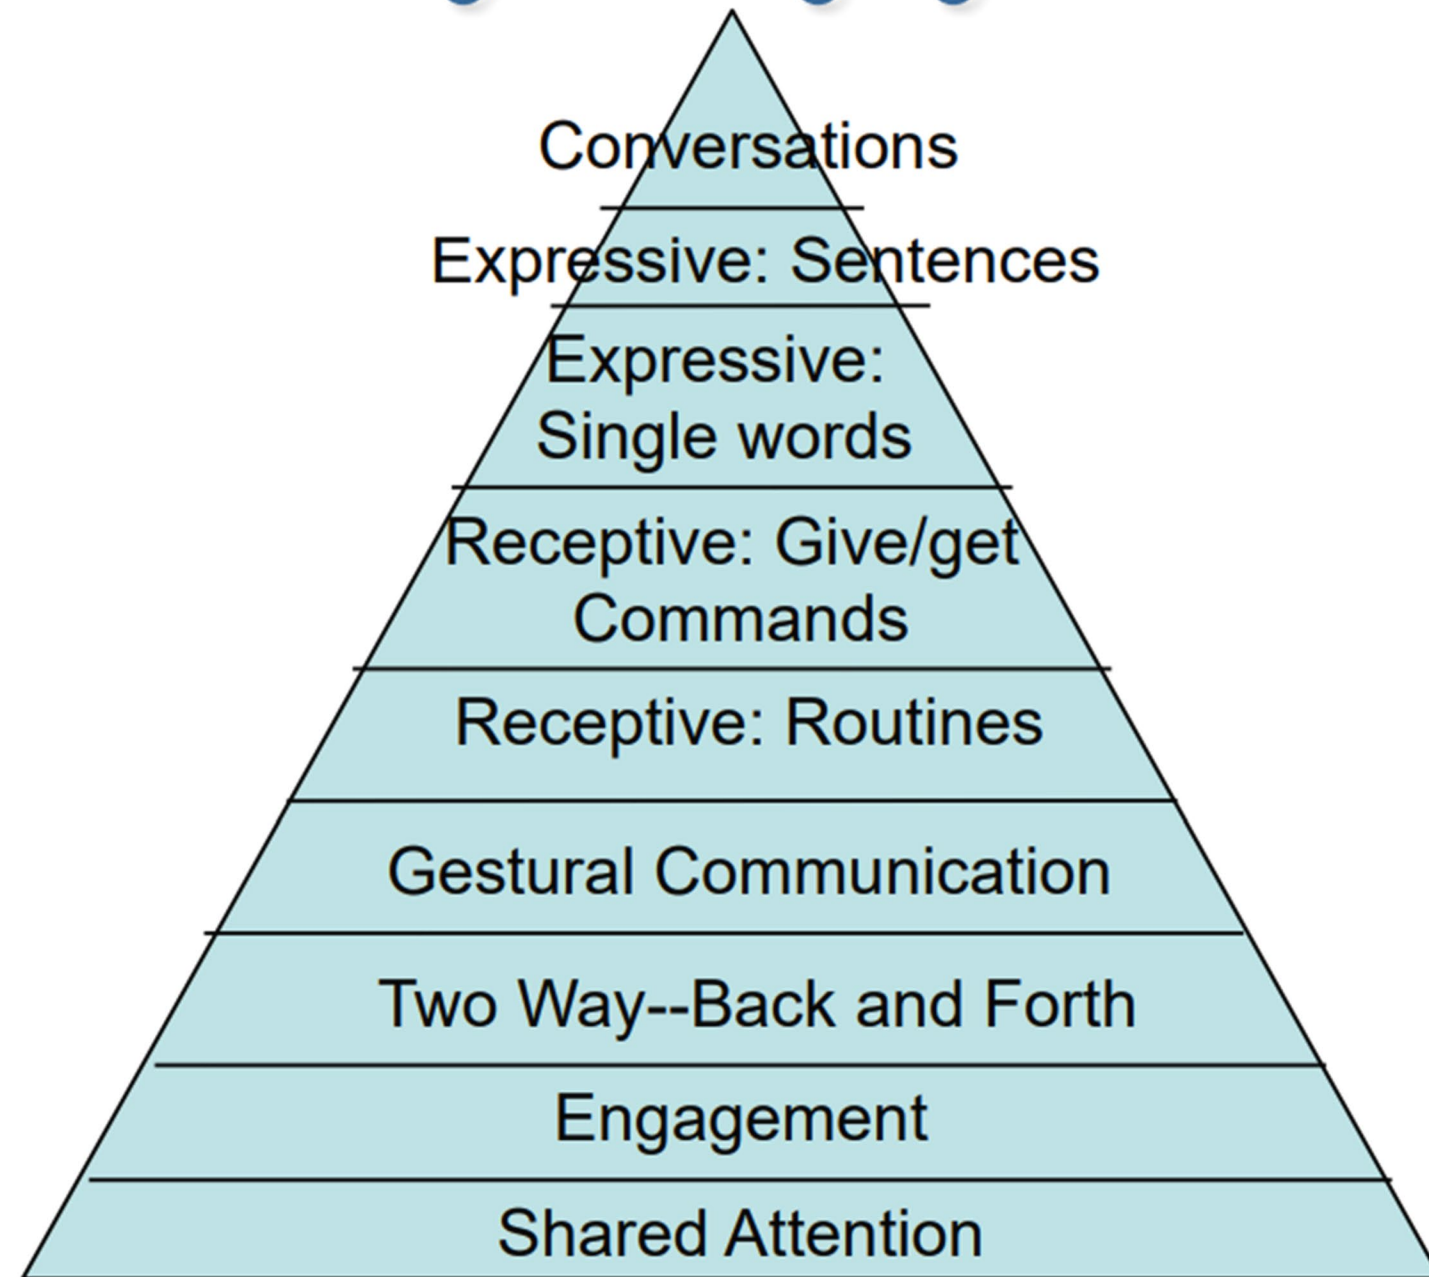 Conversations
Expressive: Sentences
Expressive:
Single words
Receptive: Give/get
Commands
Receptive: Routines
Gestural Communication
Two Way--Back and Forth
Engagement
Shared Attention